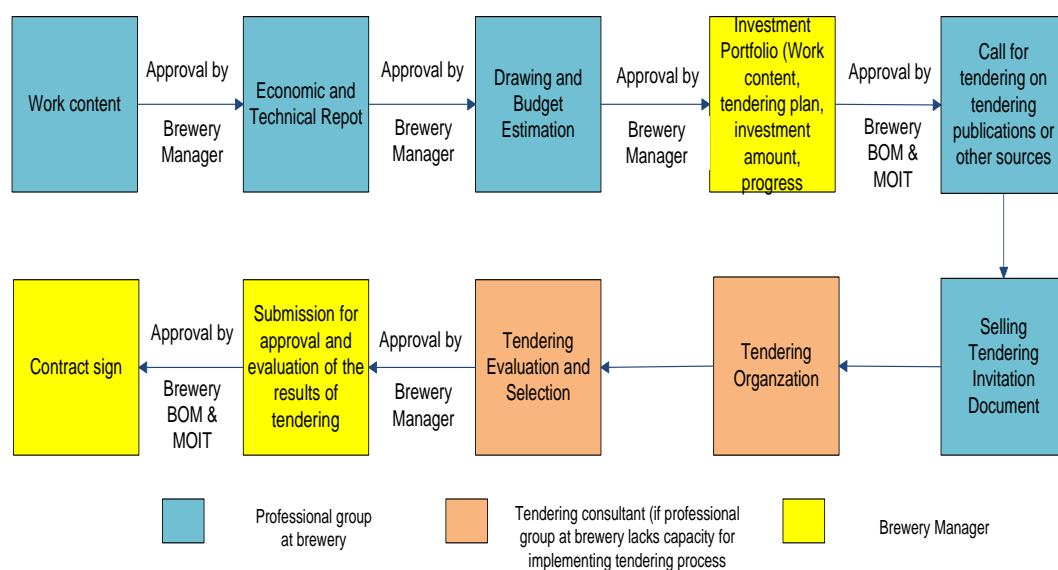 Work content
Approval by
Brewery
Manager
Economic and
Technical Repot
Approval by
Brewery
Manager
Drawing and
Budget
Estimation
Approval by
Brewery
Manager
Investment
Portfolio (Work
content,
tendering plan,
investment
amount,
progress
Approval by
Brewery
BOM &
MOIT
Call for
tendering on
tendering
publications or
other sources
Contract sign
Approval by
Brewery
BOM &
MOIT
Submission for
approval and
evaluation of the
results of
tendering
Approval by
Brewery
Manager
Tendering
Evaluation and
Selection
Tendering
Organzation
Selling
Tendering
Invitation
Document
Professional group
at brewery
Tendering consultant (if professional
group at brewery lacks capacity for
implementing tendering process
Brewery Manager